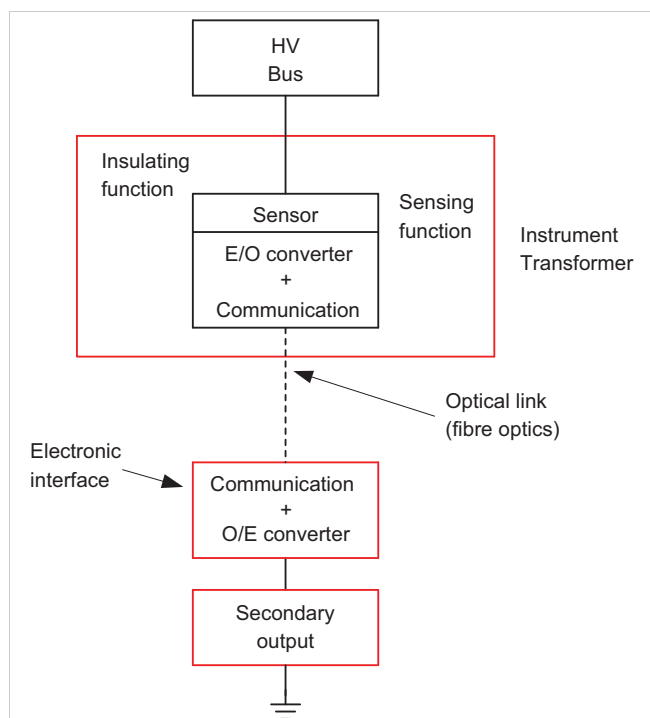 HV
Bus
Insulating
function
Sensor
Sensing
function
E/O converter
+
Communication
Instrument
Transformer
Optical link
(fibre optics)
Electronic
interface
Communication
+
O/E converter
Secondary
output